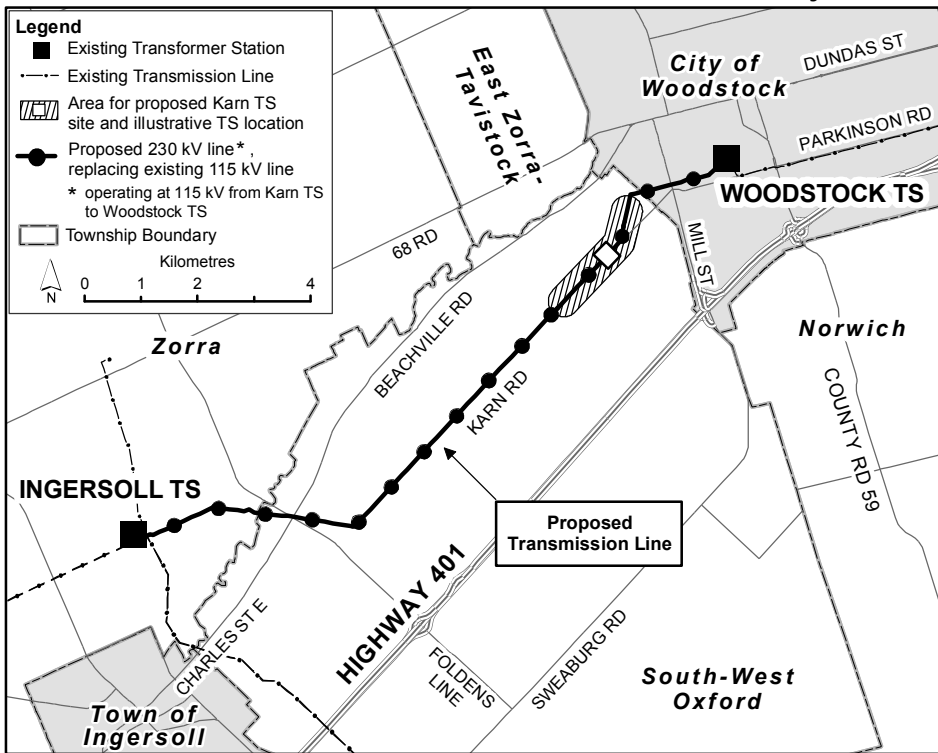 Legend
Existing Transformer Station
Existing Transmission Line
Area for proposed Karn TS
site and illustrative TS location
Proposed 230 kV line*,
replacing existing 115 kV line
* operating at 115 kV from Karn TS
to Woodstock TS
Township Boundary
Kilometres
N
0 1 2 4
East Zorra-
Tavistock
City of
Woodstock
DUNDAS ST
PARKINSON RD
WOODSTOCK TS
68 RD
MILL ST
BEACHVILLE RD
Zorra
Norwich
KARN RD
COUNTY RD 59
INGERSOLL TS
Proposed
Transmission Line
HIGHWAY 401
CHARLES ST E
FOLDENS
LINE
SWEABURG RD
South-West
Oxford
Town of
Ingersoll